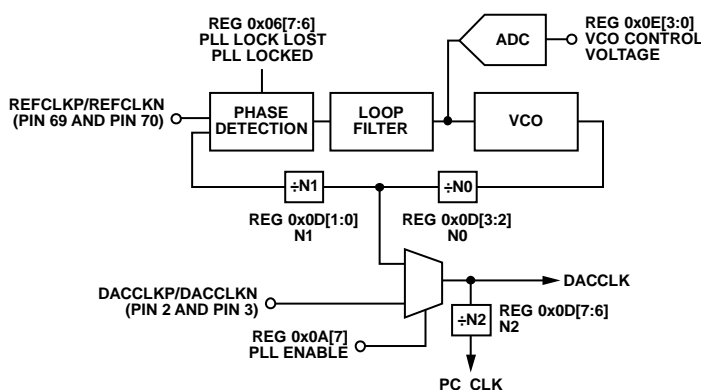 REG 0x06[7:6]
PLL LOCK LOST
PLL LOCKED
ADC
REG 0x0E[3:0]
VCO CONTROL
VOLTAGE
REFCLKP/REFCLKN
(PIN 69 AND PIN 70)
PHASE
DETECTION
LOOP
FILTER
VCO
÷N1
÷N0
REG 0x0D[1:0]
N1
REG 0x0D[3:2]
N0
DACCLKP/DACCLKN
(PIN 2 AND PIN 3)
DACCLK
REG 0x0A[7]
PLL ENABLE
÷N2
REG 0x0D[7:6]
N2
PC_CLK